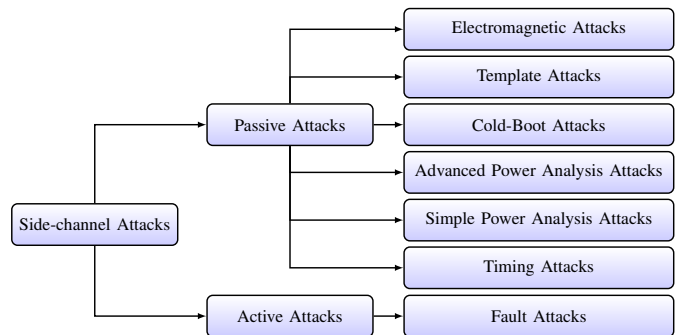 Electromagnetic Attacks
Template Attacks
Passive Attacks
Cold-Boot Attacks
Advanced Power Analysis Attacks
Side-channel Attacks
Simple Power Analysis Attacks
Timing Attacks
Active Attacks
Fault Attacks